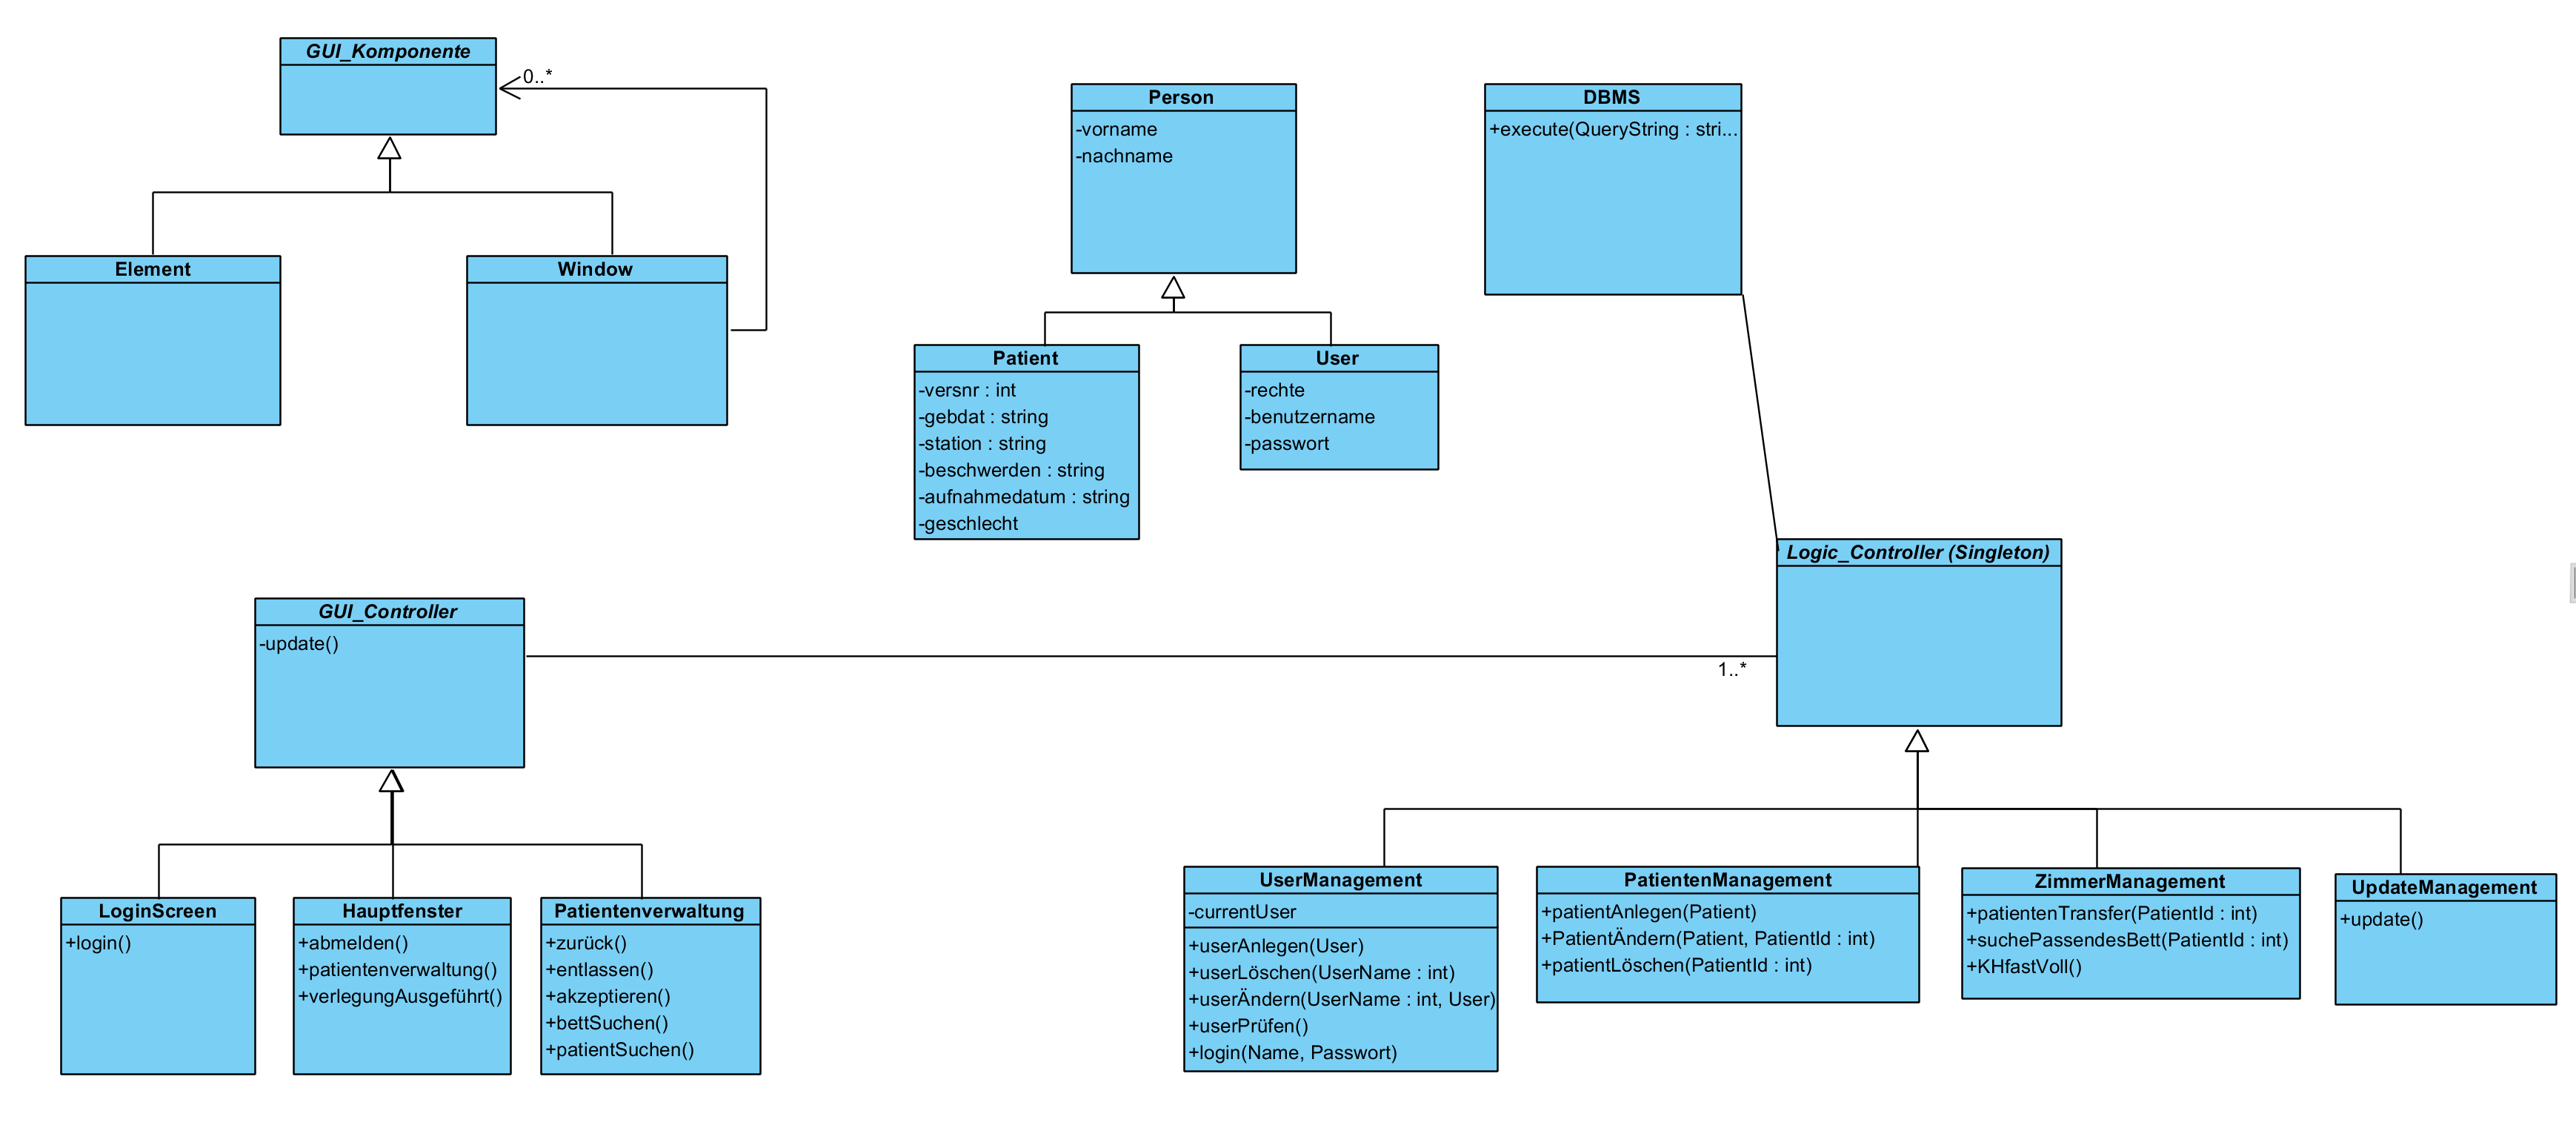 GUI_Komponente
0..*
Element
Window
Person
-vorname
-nachname
DBMS
+execute(QueryString : stri...
Patient
-versnr : int
-gebdat : string
-station : string
-beschwerden : string
-aufnahmedatum : string
-geschlecht
User
-rechte
-benutzername
-passwort
Logic_Controller (Singleton)
GUI_Controller
-update()
1..*
LoginScreen
+login()
Hauptfenster
+abmelden()
+patientenverwaltung()
+verlegungAusgeführt()
Patientenverwaltung
+zurück()
+entlassen()
+akzeptieren()
+bettSuchen()
+patientSuchen()
UserManagement
-currentUser
+userAnlegen(User)
+userLöschen(UserName : int)
+userÄndern(UserName : int, User)
+userPrüfen()
+login(Name, Passwort)
PatientenManagement
+patientAnlegen(Patient)
+PatientÄndern(Patient, PatientId : int)
+patientLöschen(PatientId : int)
ZimmerManagement
+patientenTransfer(PatientId : int)
+suchePassendesBett(PatientId : int)
+KHfastVoll()
UpdateManagement
+update()